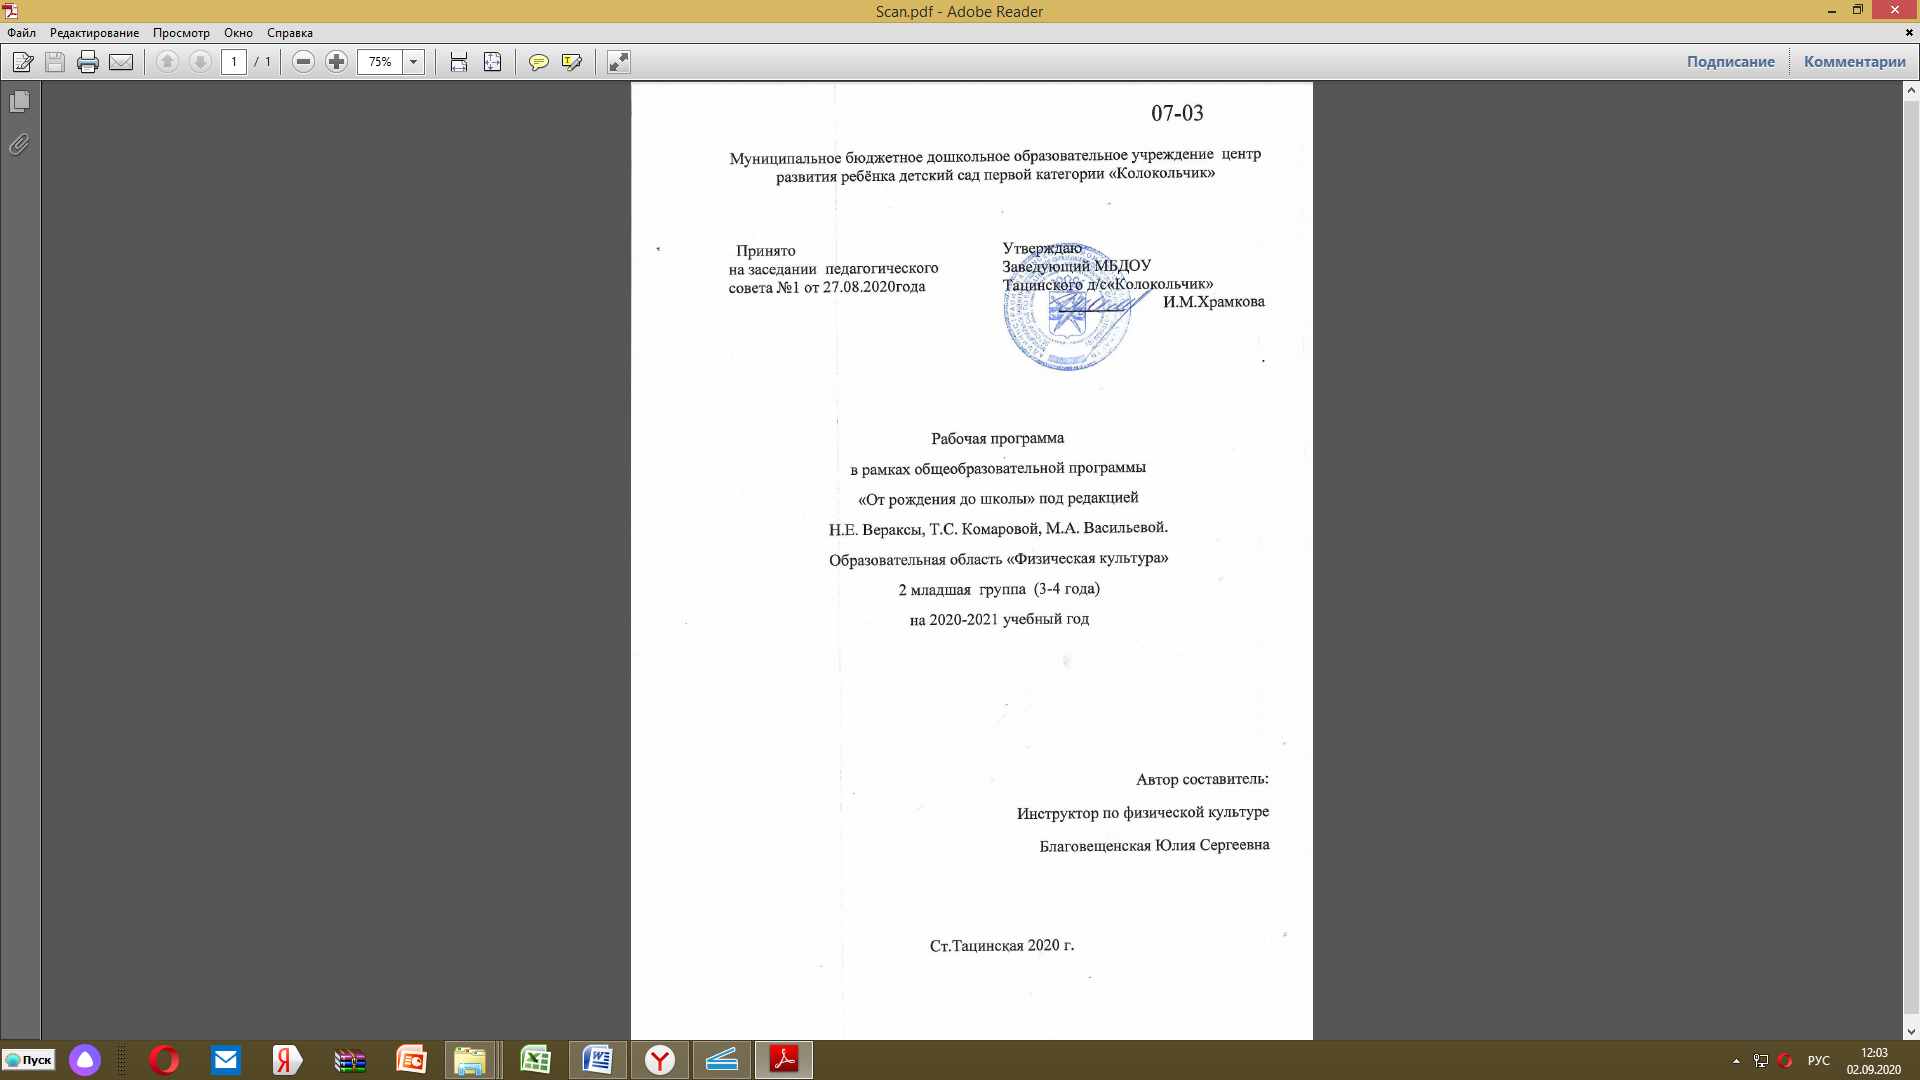 Scan.pdf - Adobe Reader
Файл Редактирование Просмотр Окно Справка
1 / 1 75% Подписание Комментарии
07-03
Муниципальное бюджетное дошкольное образовательное учреждение центр
развития ребёнка детский сад первой категории «Колокольчик»
Принято
на заседании педагогического
совета №1 от 27.08.2020года
Утверждаю
Заведующий МБДОУ
Тацинского д/с«Колокольчик»
И.М.Храмкова
Рабочая программа
в рамках общеобразовательной программы
«От рождения до школы» под редакцией
Н.Е. Вераксы, Т.С. Комаровой, М.А. Васильевой.
Образовательная область «Физическая культура»
2 младшая группа (3-4 года)
на 2020-2021 учебный год
Автор составитель:
Инструктор по физической культуре
Благовещенская Юлия Сергеевна
Ст.Тацинская 2020 г.
Пуск
РУС
12:03
02.09.2020